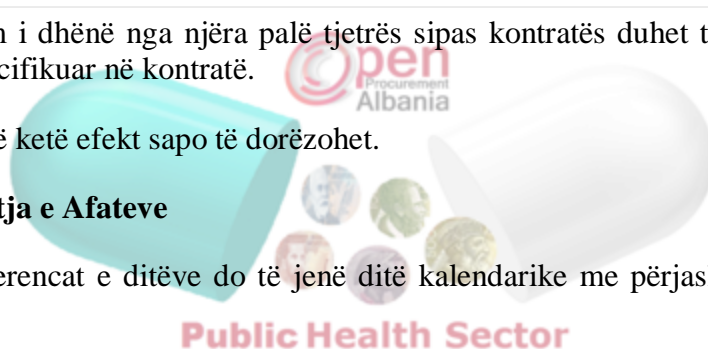 i dhënë nga njëra palë tjetrës sipas kontratës duhet
cifikuar në kontratë.
Open
Procurement
Albania
ë ketë efekt sapo të dorëzohet.
tja e Afateve
erencat e ditëve do të jenë ditë kalendarike me përjas
Public Health Sector